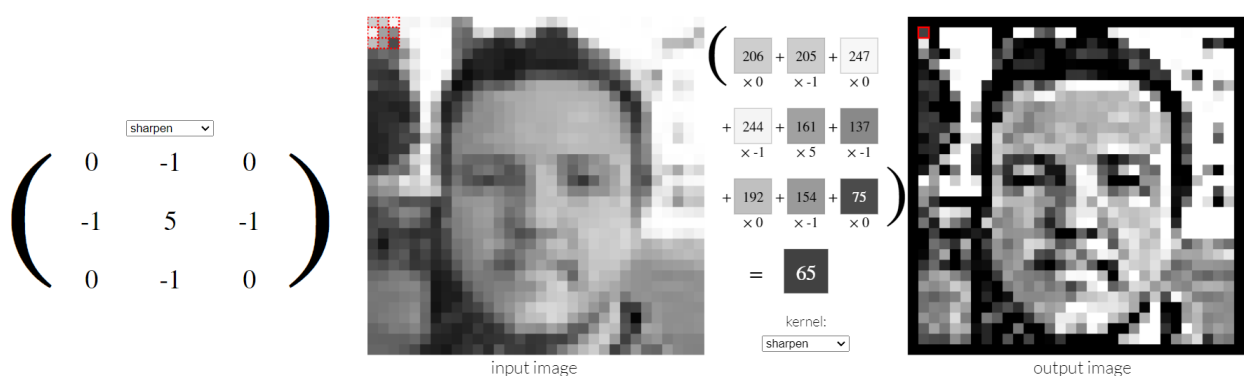 sharpen
0 -1 0
-1 5 -1
0 -1 0
206 + 205 + 247
× 0 × -1 × 0
+ 244 + 161 + 137
× -1 × 5 × -1
+ 192 + 154 + 75
× 0 × -1 × 0
= 65
kernel:
sharpen
input image
output image